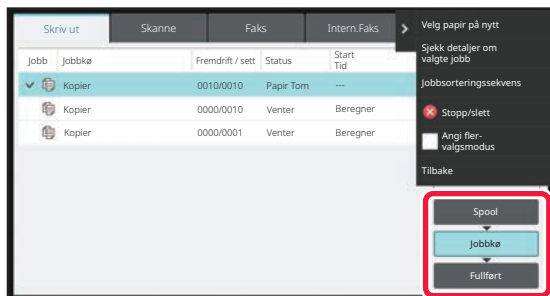 Skriv ut
Skanne
Faks
Intern.Faks
Jobb
Jobbkø
Fremdrift / sett
Status
Start
Tid
Kopier
0010/0010
Papir Tom
---
Kopier
0000/0010
Venter
Beregner
Kopier
0000/0001
Venter
Beregner
Velg papir på nytt
Sjekk detaljer om
valgte jobb
Jobbsorteringssekvens
Stopp/slett
Angi fler-
valgsmodus
Tilbake
Spool
Jobbkø
Fullført